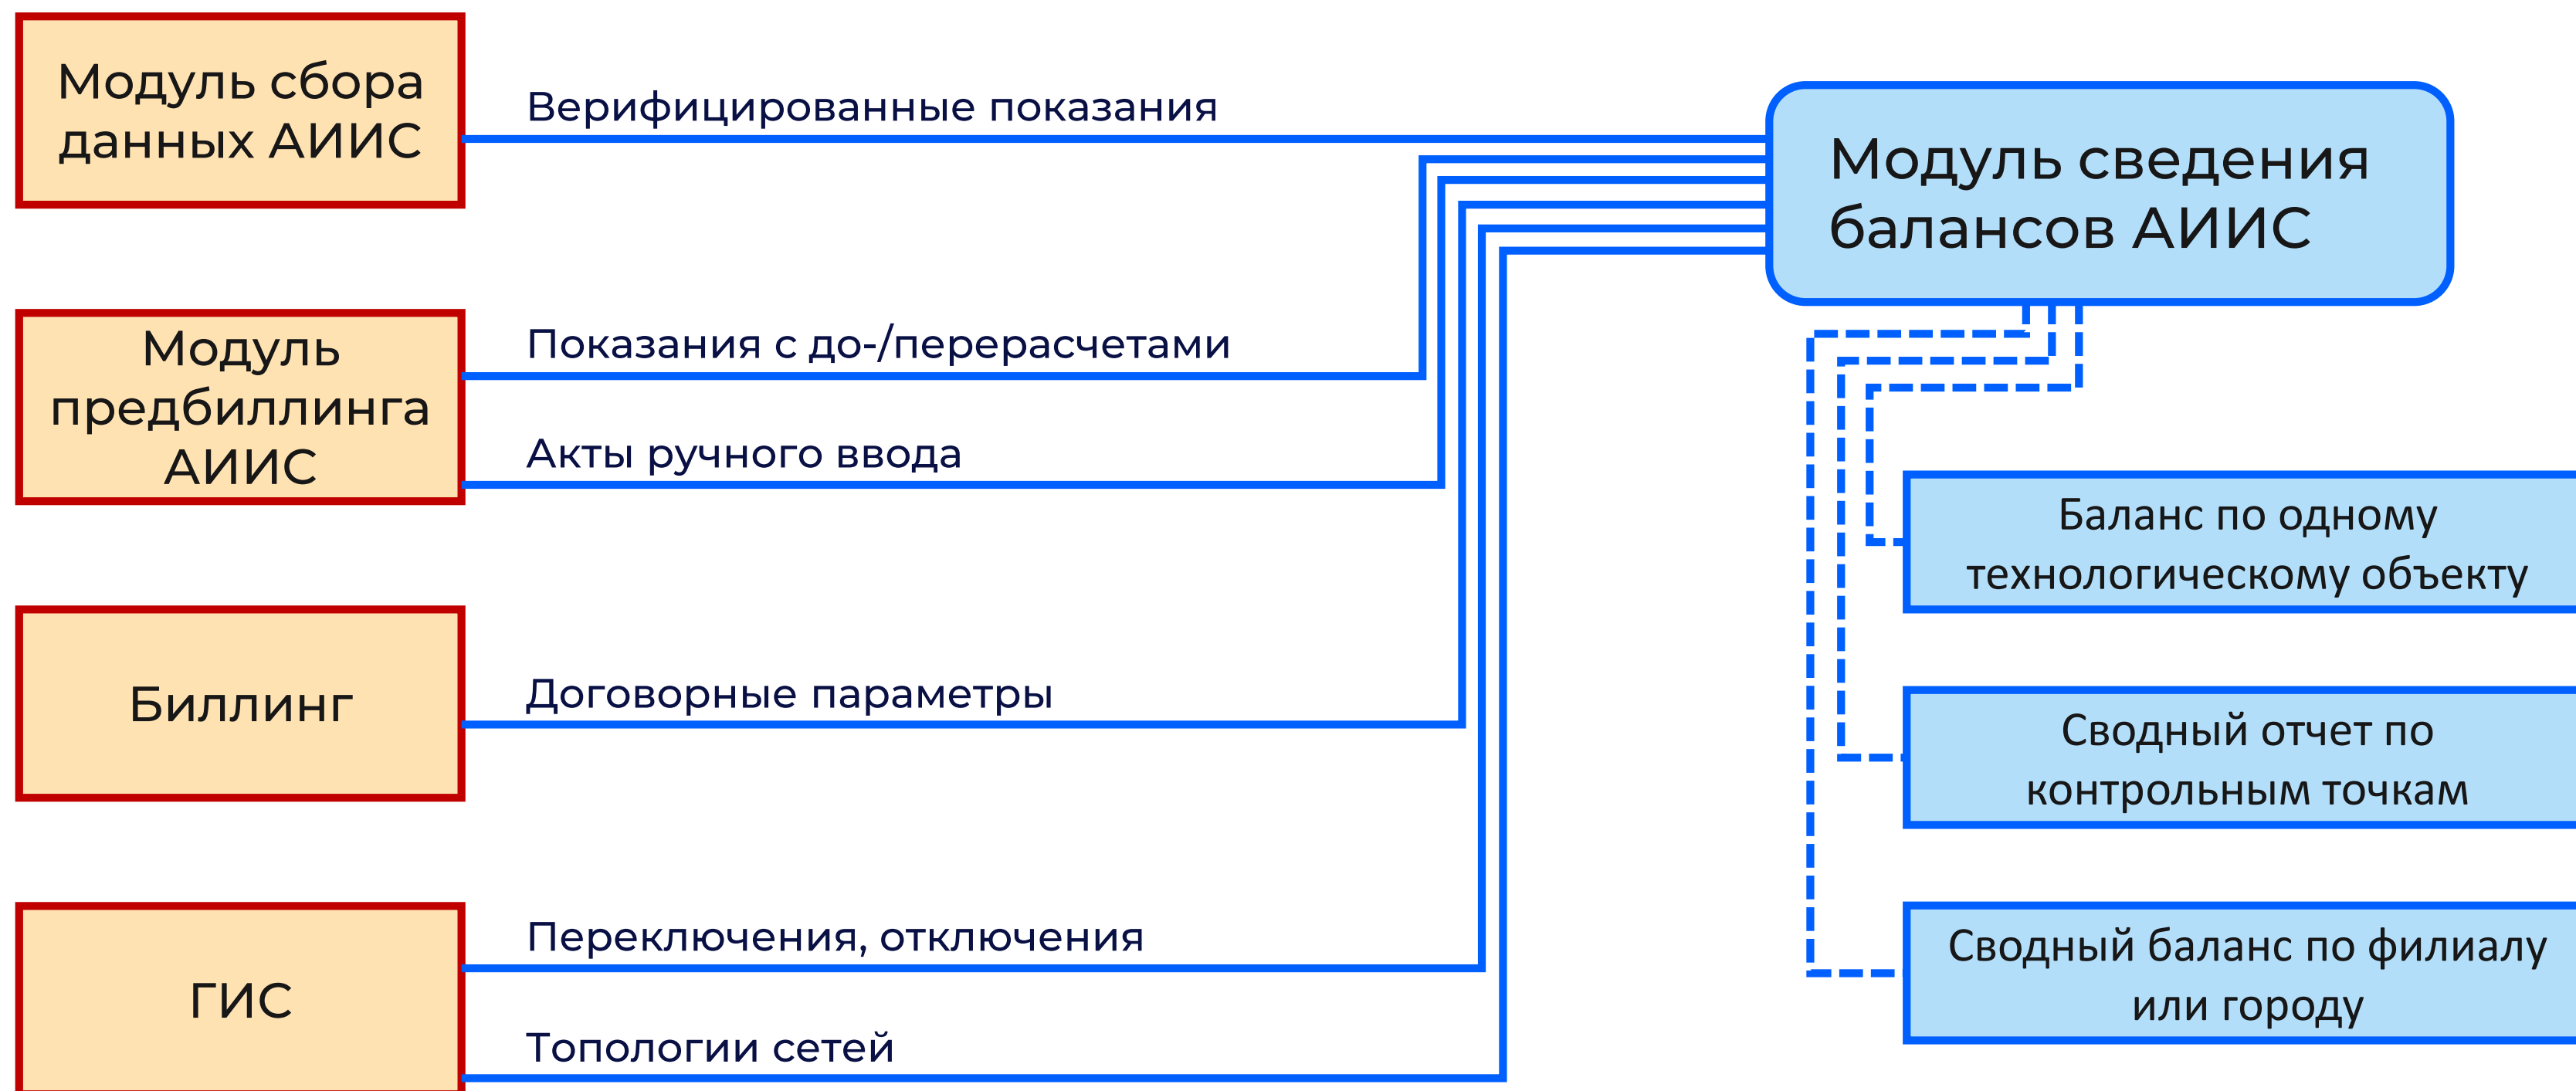 Модуль сбора
данных АИИС
Верифицированные показания
Модуль сведения
балансов АИИС
Модуль
предбиллинга
АИИС
Показания с до-/перерасчетами
Акты ручного ввода
Баланс по одному
технологическому объекту
Биллинг
Договорные параметры
Сводный отчет по
контрольным точкам
ГИС
Переключения, отключения
Топологии сетей
Сводный баланс по филиалу
или городу